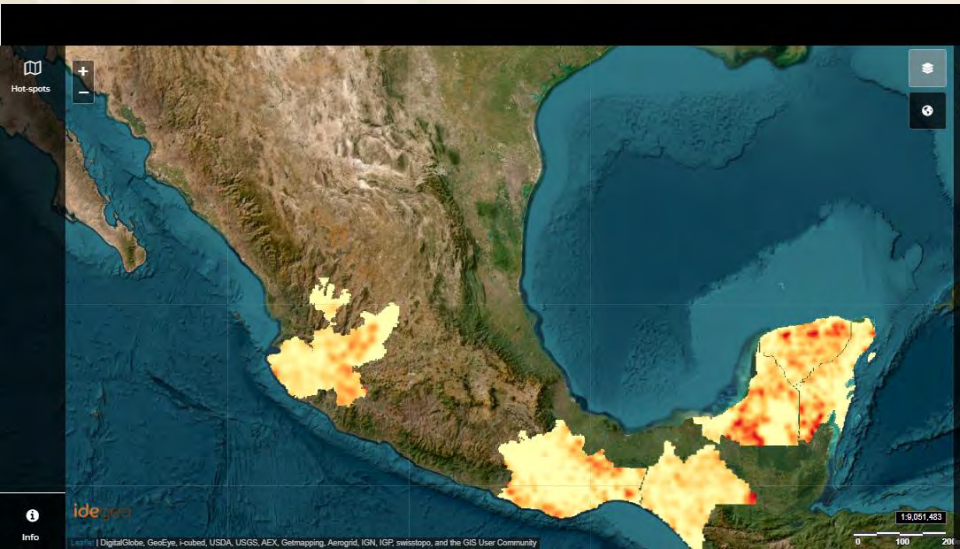 Hot-spots
+
−
idegeo
1:9,051,483
Info
Leaflet | DigitalGlobe, GeoEye, i-cubed, USDA, USGS, AEX, Getmapping, Aerogrid, IGN, IGP, swisstopo, and the GIS User Community
0 100 200